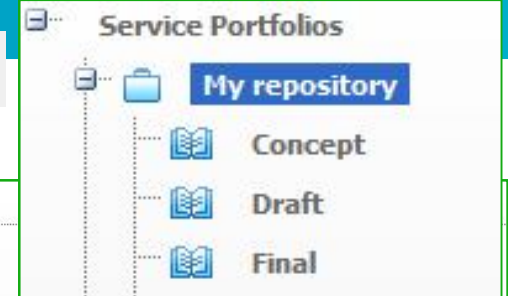 Service Portfolios
My repository
Concept
Draft
Final